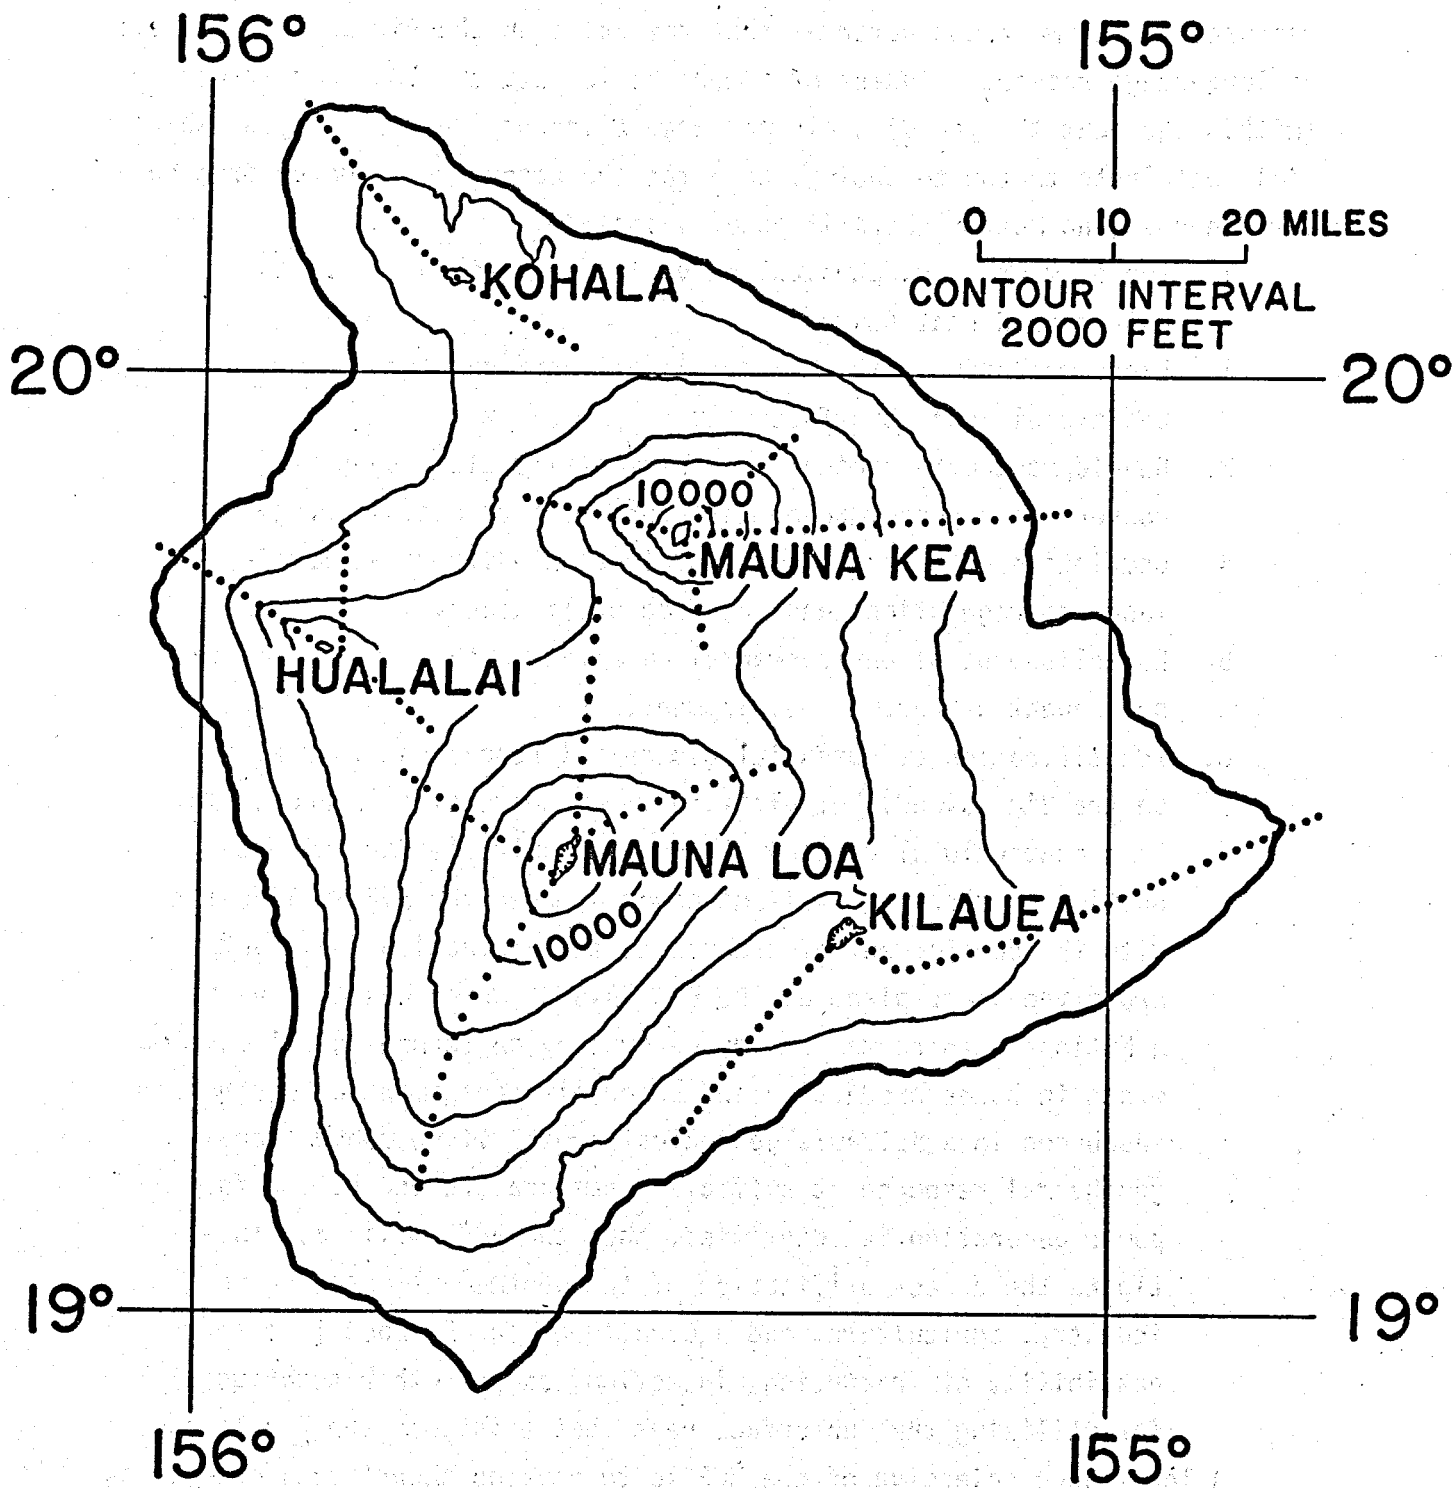 156° 155°
0 10 20 MILES
CONTOUR INTERVAL
2000 FEET
KOHALA
20° 20°
10000
MAUNA KEA
HUALALAI
MAUNA LOA
KILAUEA
10000
19° 19°
156° 155°